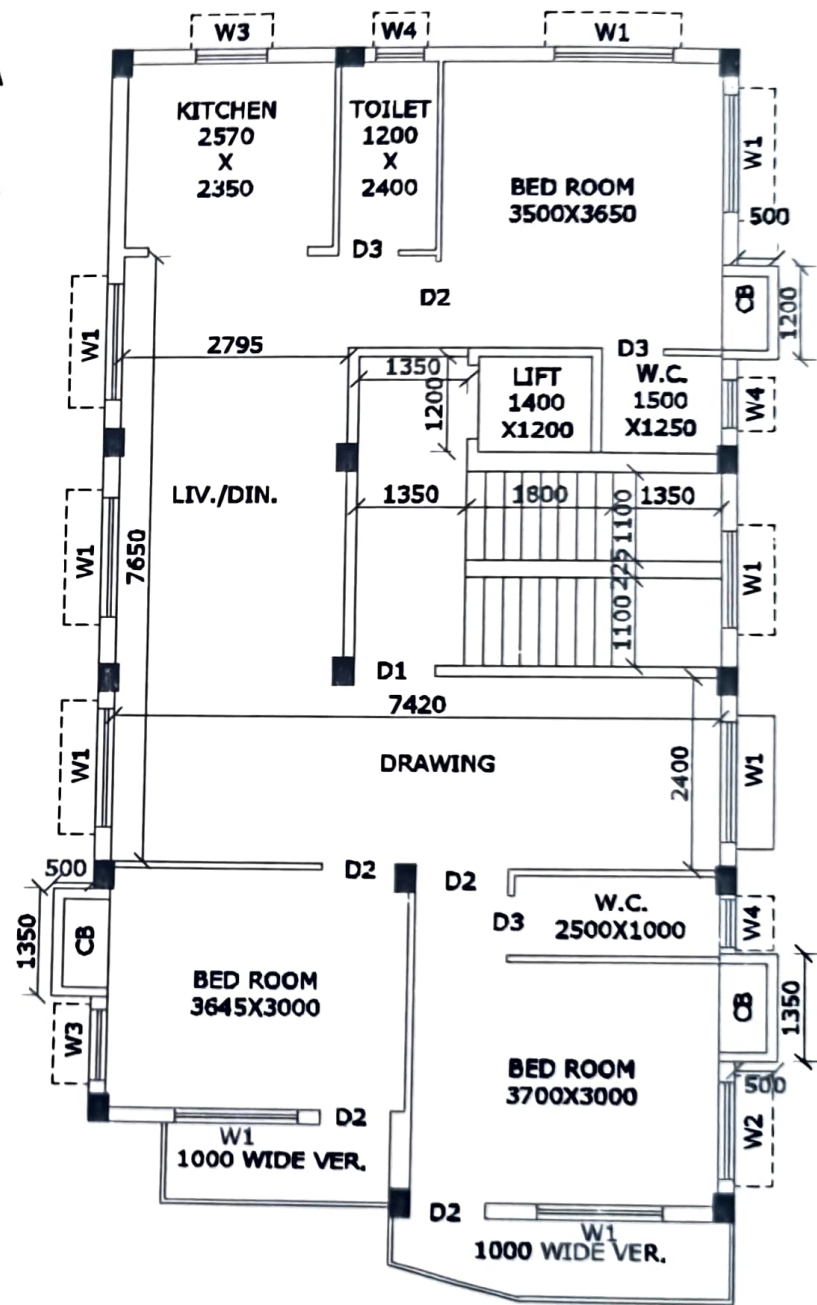 W3
W4
W1
KITCHEN
2570
X
2350
TOILET
1200
X
2400
BED ROOM
3500X3650
W1
500
D3
D2
CB
1200
W1
2795
1350
1200
LIFT
1400
X1200
D3
W.C.
1500
X1250
W4
LIV./DIN.
1350
1800
1350
1100
225
1100
W1
7650
W1
D1
7420
DRAWING
2400
W1
W1
500
D2
D2
W.C.
2500X1000
D3
W4
1350
CB
BED ROOM
3645X3000
CB
1350
W3
BED ROOM
3700X3000
500
W2
W1
D2
1000 WIDE VER.
D2
W1
1000 WIDE VER.